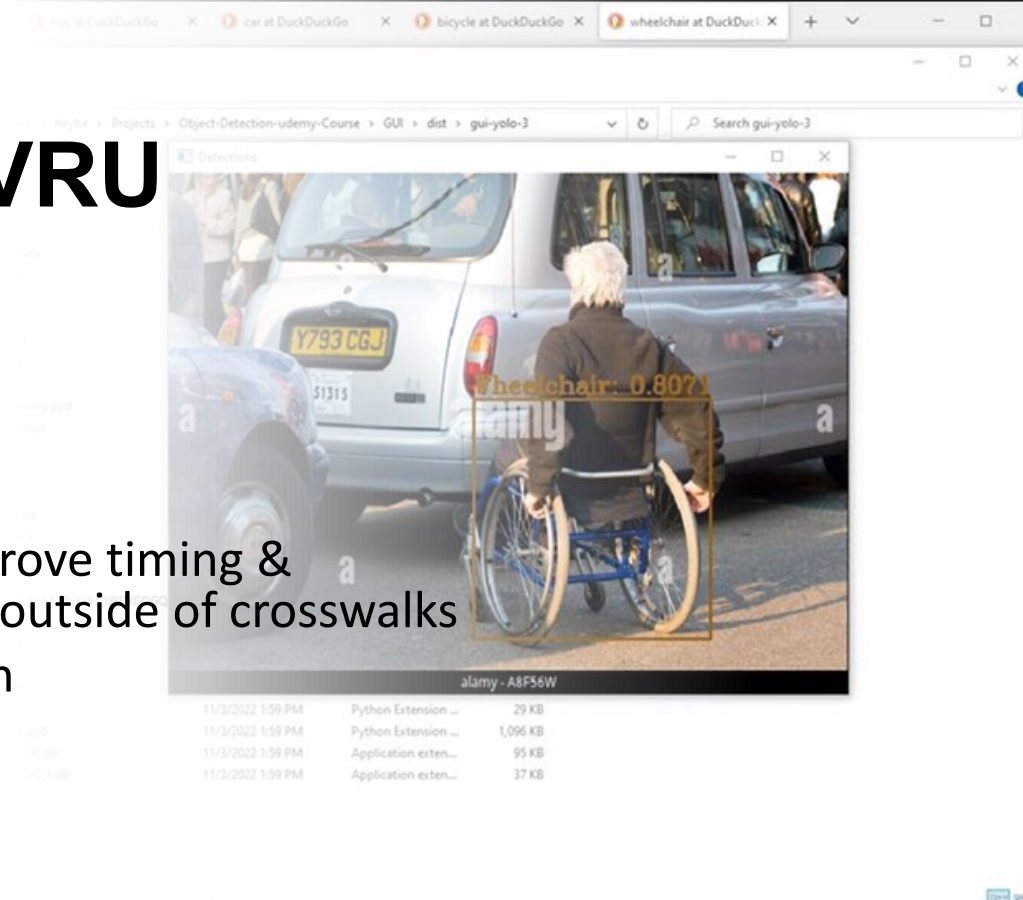 car at DuckDuckGo
bicycle at DuckDuckGo
wheelchair at DuckDuck
Projects > Object-Detection-udemy-Course > GUI > dist > gui-yolo-3
Search gui-yolo-3
VRU
Detections
Y793 CGJ
51315
Wheelchair: 0.8071
alamy
a
a
a
a
a
rove timing &
outside of crosswalks
n
alamy - A8F56W
11/3/2022 1:59 PM Python Extension ... 29 KB
11/3/2022 1:59 PM Python Extension ... 1,096 KB
11/3/2022 1:59 PM Application exten... 95 KB
11/3/2022 1:59 PM Application exten... 37 KB